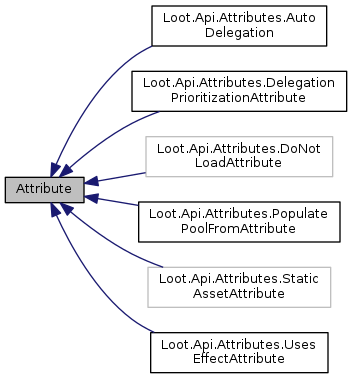 Loot.Api.Attributes.Auto
Delegation
Loot.Api.Attributes.Delegation
PrioritizationAttribute
Loot.Api.Attributes.DoNot
LoadAttribute
Attribute
Loot.Api.Attributes.Populate
PoolFromAttribute
Loot.Api.Attributes.Static
AssetAttribute
Loot.Api.Attributes.Uses
EffectAttribute